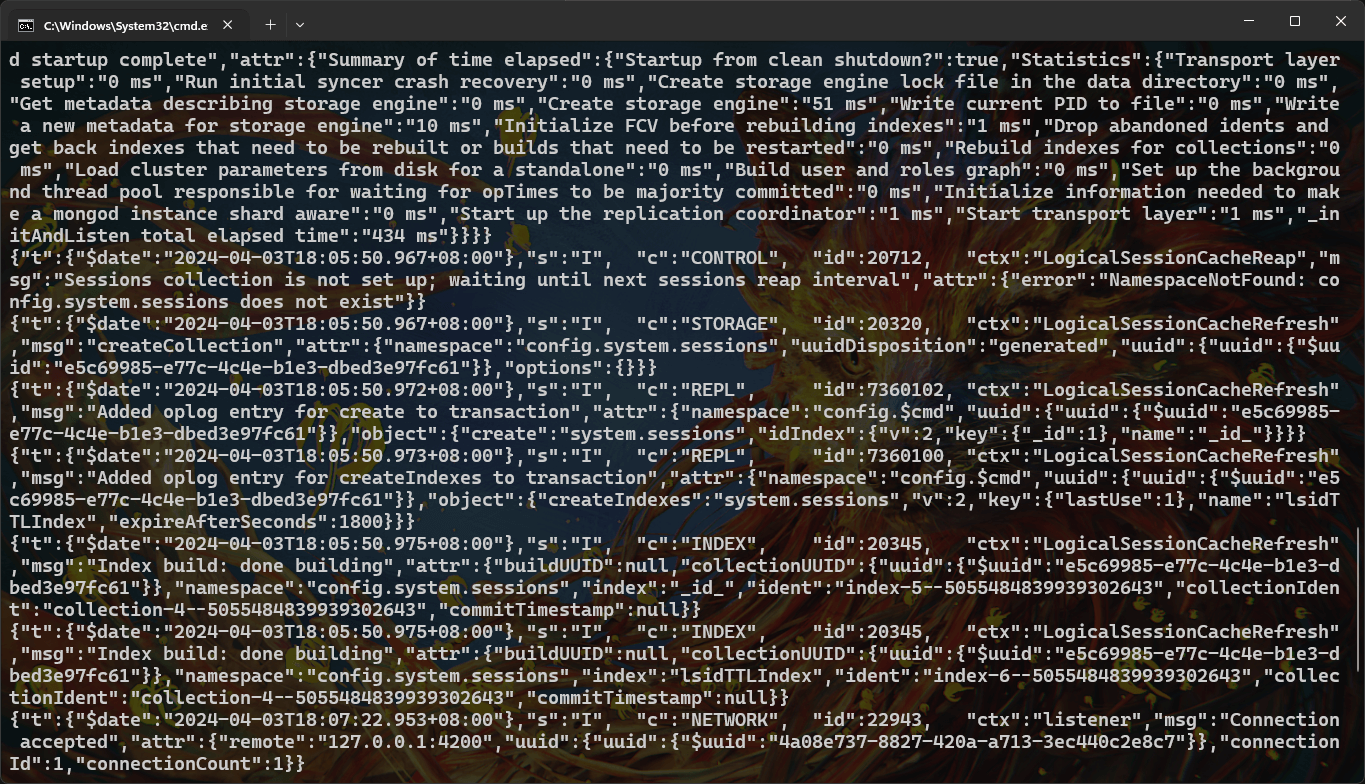 C:\Windows\System32\cmd.e
d startup complete","attr":{"Summary of time elapsed":{"Startup from clean shutdown?":true,"Statistics":{"Transport layer
 setup":"0 ms","Run initial syncer crash recovery":"0 ms","Create storage engine lock file in the data directory":"0 ms",
"Get metadata describing storage engine":"0 ms","Create storage engine":"51 ms","Write current PID to file":"0 ms","Write
 a new metadata for storage engine":"10 ms","Initialize FCV before rebuilding indexes":"1 ms","Drop abandoned idents and
get back indexes that need to be rebuilt or builds that need to be restarted":"0 ms","Rebuild indexes for collections":"0
 ms","Load cluster parameters from disk for a standalone":"0 ms","Build user and roles graph":"0 ms","Set up the backgrou
nd thread pool responsible for waiting for opTimes to be majority committed":"0 ms","Initialize information needed to mak
e a mongod instance shard aware":"0 ms","Start up the replication coordinator":"1 ms","Start transport layer":"1 ms","_in
itAndListen total elapsed time":"434 ms"}}}}
{"t":{"$date":"2024-04-03T18:05:50.967+08:00"},"s":"I",  "c":"CONTROL",  "id":20712,   "ctx":"LogicalSessionCacheReap","m
sg":"Sessions collection is not set up; waiting until next sessions reap interval","attr":{"error":"NamespaceNotFound: co
nfig.system.sessions does not exist"}}
{"t":{"$date":"2024-04-03T18:05:50.967+08:00"},"s":"I",  "c":"STORAGE",  "id":20320,   "ctx":"LogicalSessionCacheRefresh"
,"msg":"createCollection","attr":{"namespace":"config.system.sessions","uuidDisposition":"generated","uuid":{"uuid":{"$uu
id":"e5c69985-e77c-4c4e-b1e3-dbed3e97fc61"}},"options":{}}}
{"t":{"$date":"2024-04-03T18:05:50.972+08:00"},"s":"I",  "c":"REPL",     "id":7360102, "ctx":"LogicalSessionCacheRefresh"
,"msg":"Added oplog entry for create to transaction","attr":{"namespace":"config.$cmd","uuid":{"uuid":{"$uuid":"e5c69985-
e77c-4c4e-b1e3-dbed3e97fc61"}},"object":{"create":"system.sessions","idIndex":{"v":2,"key":{"_id":1},"name":"_id_"}}}}
{"t":{"$date":"2024-04-03T18:05:50.973+08:00"},"s":"I",  "c":"REPL",     "id":7360100, "ctx":"LogicalSessionCacheRefresh"
,"msg":"Added oplog entry for createIndexes to transaction","attr":{"namespace":"config.$cmd","uuid":{"uuid":{"$uuid":"e5
c69985-e77c-4c4e-b1e3-dbed3e97fc61"}},"object":{"createIndexes":"system.sessions","v":2,"key":{"lastUse":1},"name":"lsidT
TLIndex","expireAfterSeconds":1800}}}
{"t":{"$date":"2024-04-03T18:05:50.975+08:00"},"s":"I",  "c":"INDEX",    "id":20345,   "ctx":"LogicalSessionCacheRefresh"
,"msg":"Index build: done building","attr":{"buildUUID":null,"collectionUUID":{"uuid":{"$uuid":"e5c69985-e77c-4c4e-b1e3-d
bed3e97fc61"}},"namespace":"config.system.sessions","index":"_id_","ident":"index-5--5055484839939302643","collectionIden
t":"collection-4--5055484839939302643","commitTimestamp":null}}
{"t":{"$date":"2024-04-03T18:05:50.975+08:00"},"s":"I",  "c":"INDEX",    "id":20345,   "ctx":"LogicalSessionCacheRefresh"
,"msg":"Index build: done building","attr":{"buildUUID":null,"collectionUUID":{"uuid":{"$uuid":"e5c69985-e77c-4c4e-b1e3-d
bed3e97fc61"}},"namespace":"config.system.sessions","index":"lsidTTLIndex","ident":"index-6--5055484839939302643","collec
tionIdent":"collection-4--5055484839939302643","commitTimestamp":null}}
{"t":{"$date":"2024-04-03T18:07:22.953+08:00"},"s":"I",  "c":"NETWORK",  "id":22943,   "ctx":"listener","msg":"Connection
 accepted","attr":{"remote":"127.0.0.1:4200","uuid":{"uuid":{"$uuid":"4a08e737-8827-420a-a713-3ec440c2e8c7"}},"connection
Id":1,"connectionCount":1}}